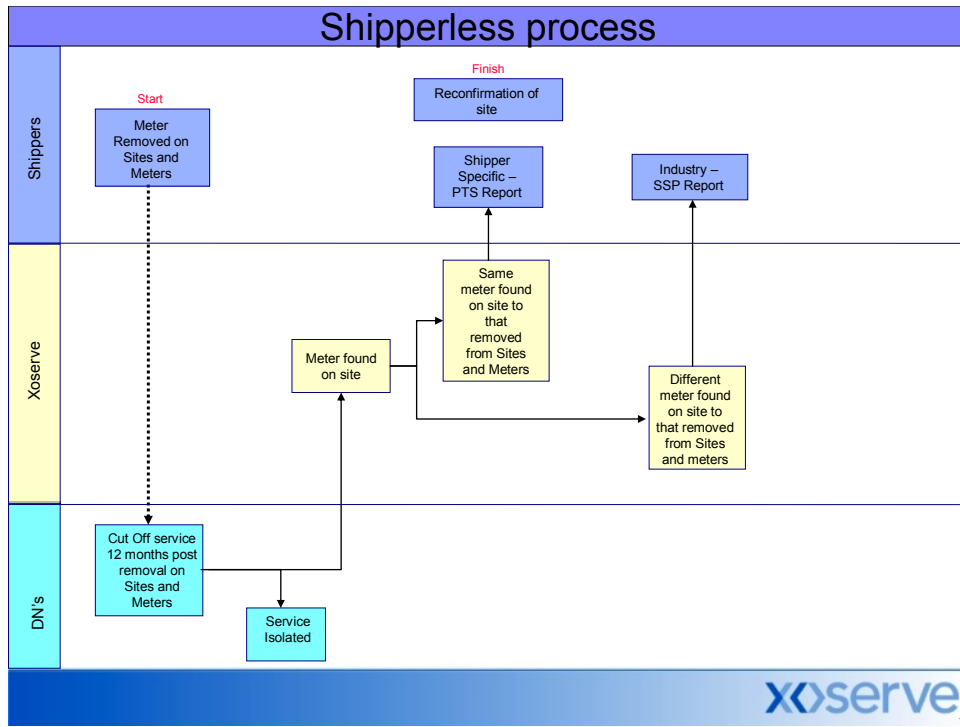 Shipperless process
Shippers
Start
Meter
Removed on
Sites and
Meters
Finish
Reconfirmation of
site
Shipper
Specific –
PTS Report
Industry –
SSP Report
Xoserve
Meter found
on site
Same
meter found
on site to
that
removed
from Sites
and Meters
Different
meter found
on site to
that removed
from Sites
and meters
DN's
Cut Off service
12 months post
removal on
Sites and
Meters
Service
Isolated
xoserve